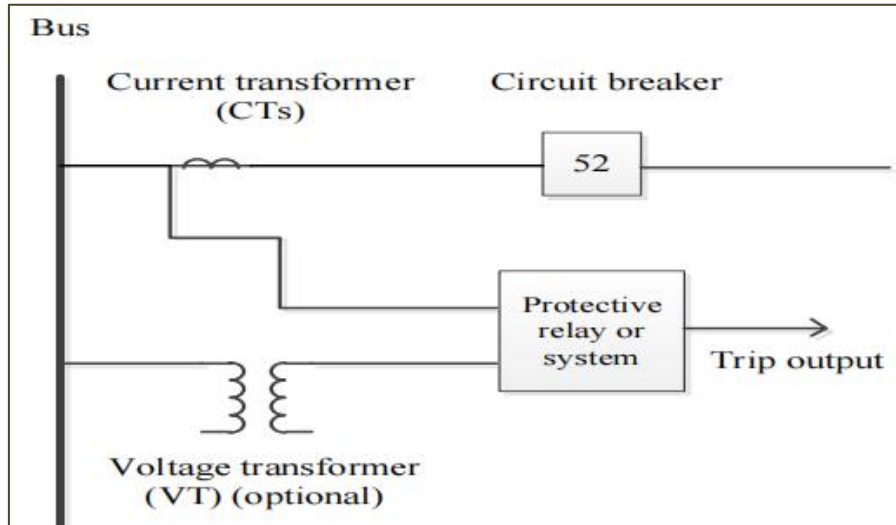 Bus
Current transformer
(CTs)
Circuit breaker
52
Protective
relay or
system
Trip output
Voltage transformer
(VT) (optional)